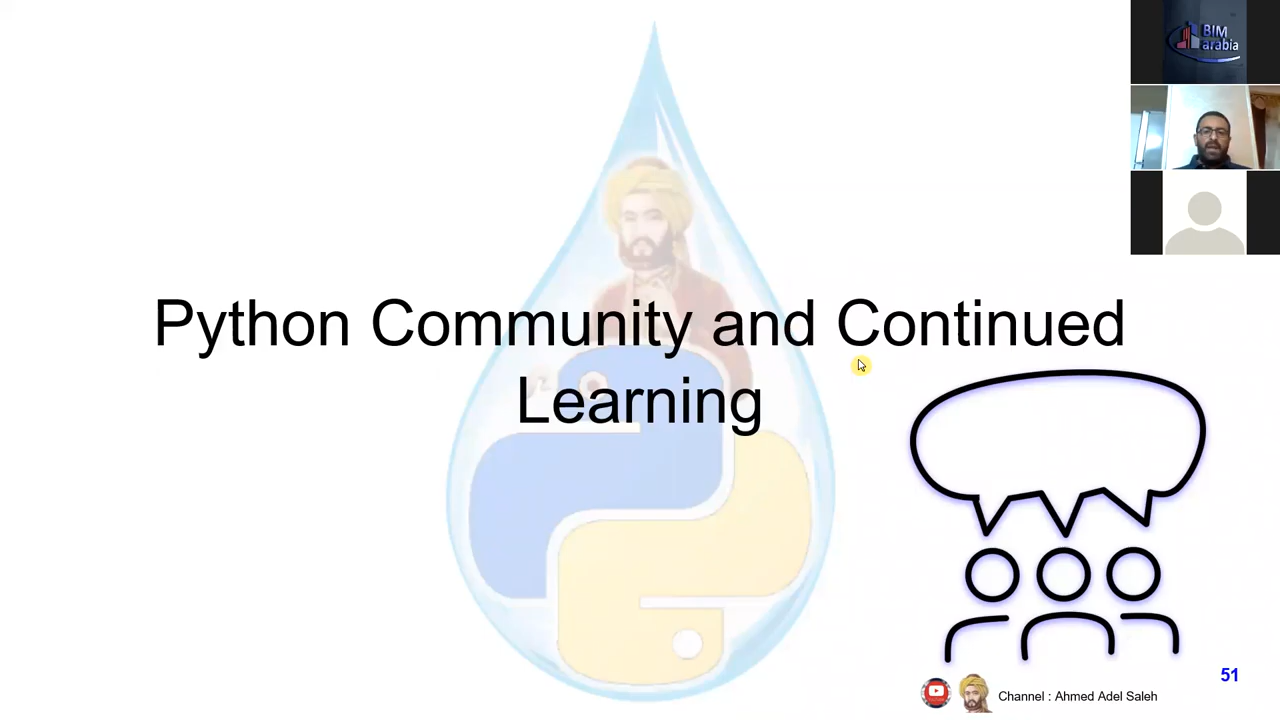 BIM
arabia
Python Community and Continued
Learning
51
Channel : Ahmed Adel Saleh